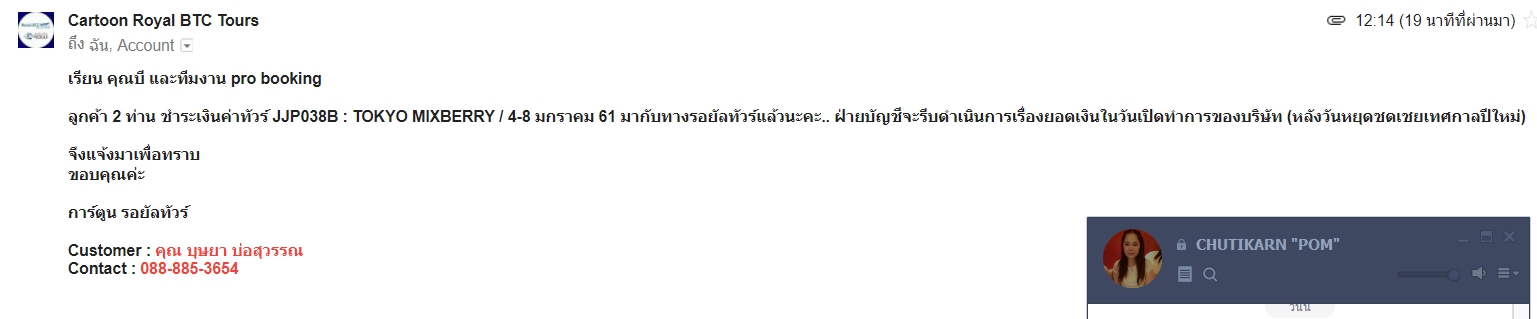 Cartoon Royal BTC Tours
12:14 (19 นาทีที่ผ่านมา)
ถึง ฉัน, Account
เรียน คุณบี และทีมงาน pro booking
ลูกค้า 2 ท่าน ชำระเงินค่าทัวร์ JJP038B : TOKYO MIXBERRY / 4-8 มกราคม 61 มากับทางรอยัลทัวร์แล้วนะคะ.. ฝ่ายบัญชีจะรีบดำเนินการเรื่องยอดเงินในวันเปิดทำการของบริษัท (หลังวันหยุดชดเชยเทศกาลปีใหม่)
จึงแจ้งมาเพื่อทราบ
ขอบคุณค่ะ
การ์ตูน รอยัลทัวร์
Customer : คุณ บุษยา บ่อสุวรรณ
Contact : 088-885-3654
CHUTIKARN "POM"
วันนี้